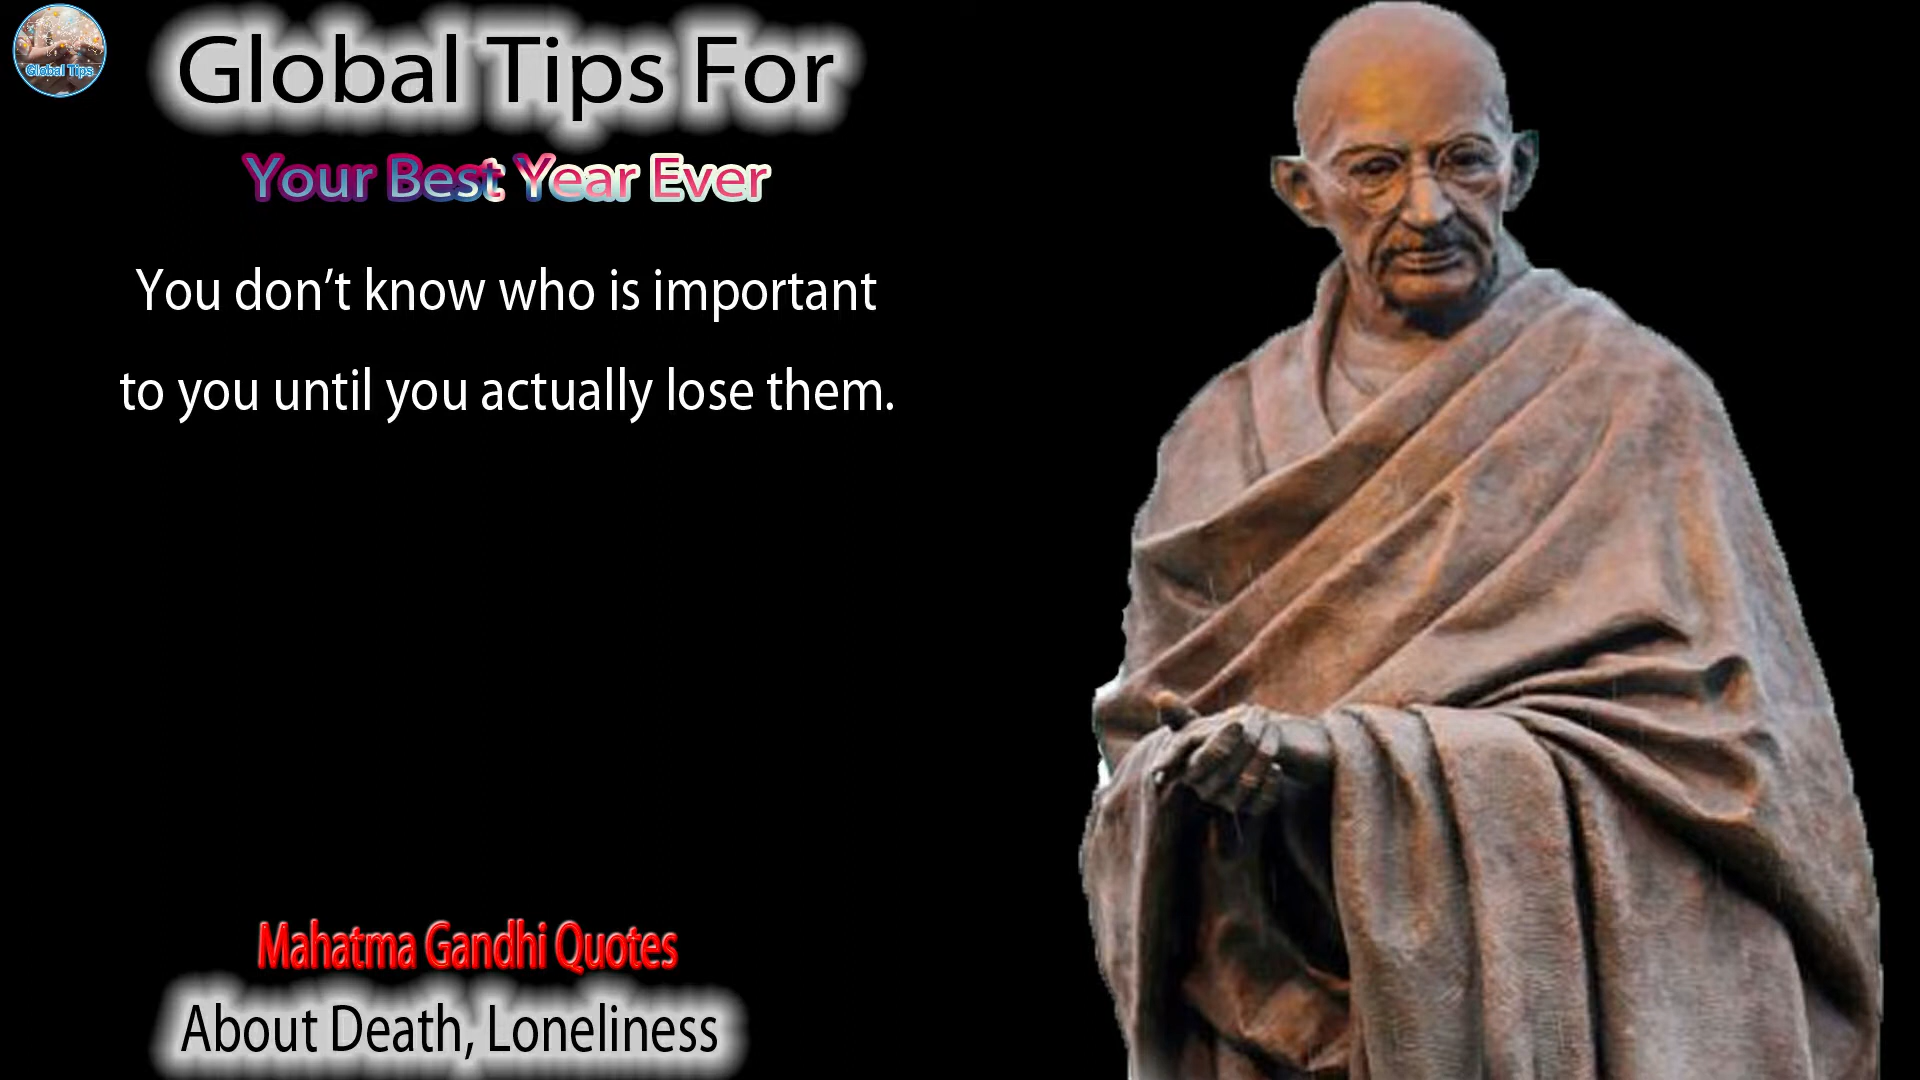 Global Tips
Global Tips For
Your Best Year Ever
You don’t know who is important
to you until you actually lose them.
Mahatma Gandhi Quotes
About Death, Loneliness